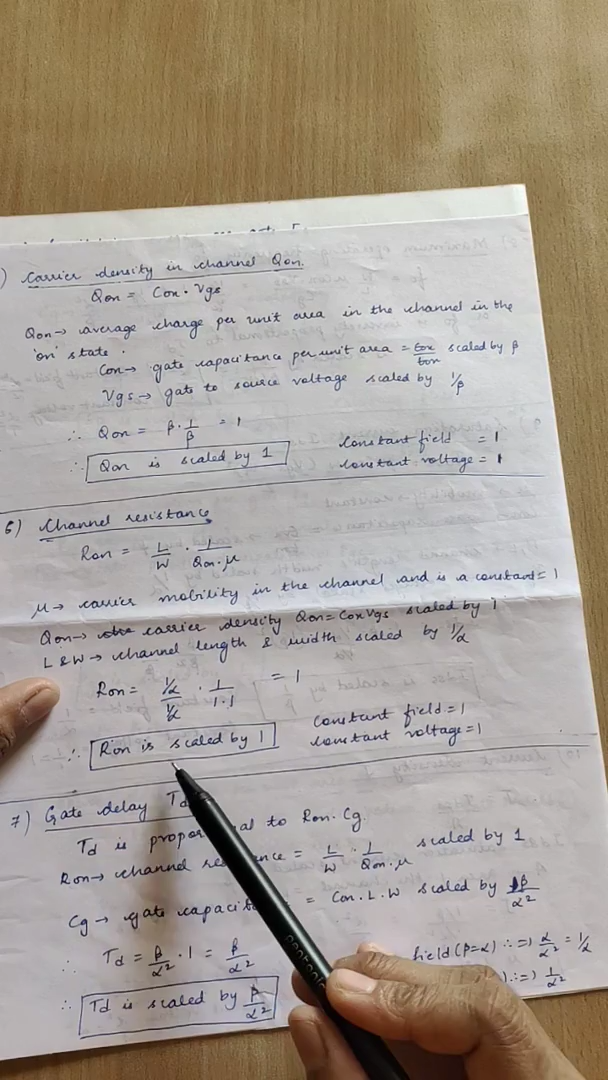 ) Carrier density in channel Qon.
Qon = Cox . Vgs
Qon → average charge per unit area in the channel in the
'on' state.
Con → gate capacitance per unit area = εox/tox scaled by β
Vgs → gate to source voltage scaled by 1/β
∴ Qon = β . 1/β = 1
∴ Qon is scaled by 1
constant field = 1
constant voltage = 1
6) Channel resistance
Ron = L/W . 1/Qon.μ
μ → carrier mobility in the channel and is a constant = 1
Qon → carrier density Qon = Cox Vgs scaled by 1
L & W → channel length & width scaled by 1/α
Ron = 1/α / 1/α . 1/1.1 = 1
∴ Ron is scaled by 1
constant field = 1
constant voltage = 1
7) Gate delay Td
Td is propor al to Ron. Cg.
Ron → channel res ance = L/W . 1/Qon.μ scaled by 1
Cg → gate capacit = Con. L. W scaled by β/α²
∴ Td = β/α² . 1 = β/α²
∴ Td is scaled by β/α²
field (β=α) ∴ => α/α² = 1/α
) ∴ => 1/α²